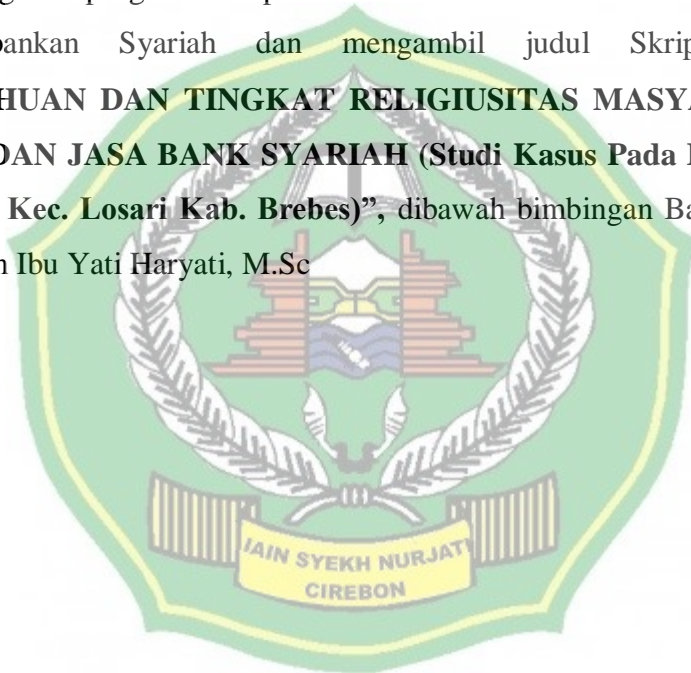 bankan Syariah dan mengambil judul Skrip
HUAN DAN TINGKAT RELIGIUSITAS MASYA
DAN JASA BANK SYARIAH (Studi Kasus Pada
Kec. Losari Kab. Brebes)”, dibawah bimbingan Ba
n Ibu Yati Haryati, M.Sc
IAIN SYEKH NURJATI
CIREBON